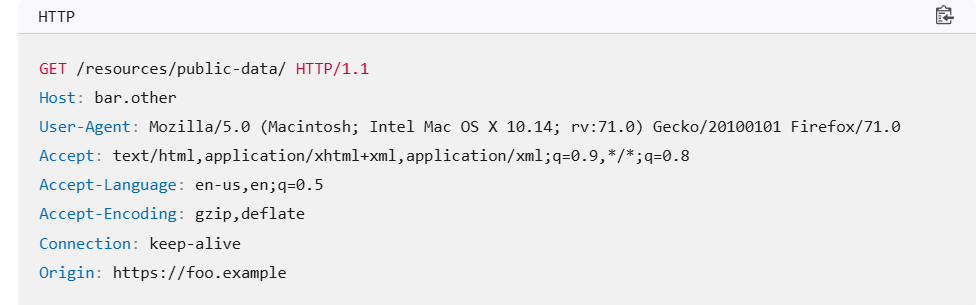 HTTP
GET /resources/public-data/ HTTP/1.1
Host: bar.other
User-Agent: Mozilla/5.0 (Macintosh; Intel Mac OS X 10.14; rv:71.0) Gecko/20100101 Firefox/71.0
Accept: text/html,application/xhtml+xml,application/xml;q=0.9,*/*;q=0.8
Accept-Language: en-us,en;q=0.5
Accept-Encoding: gzip,deflate
Connection: keep-alive
Origin: https://foo.example